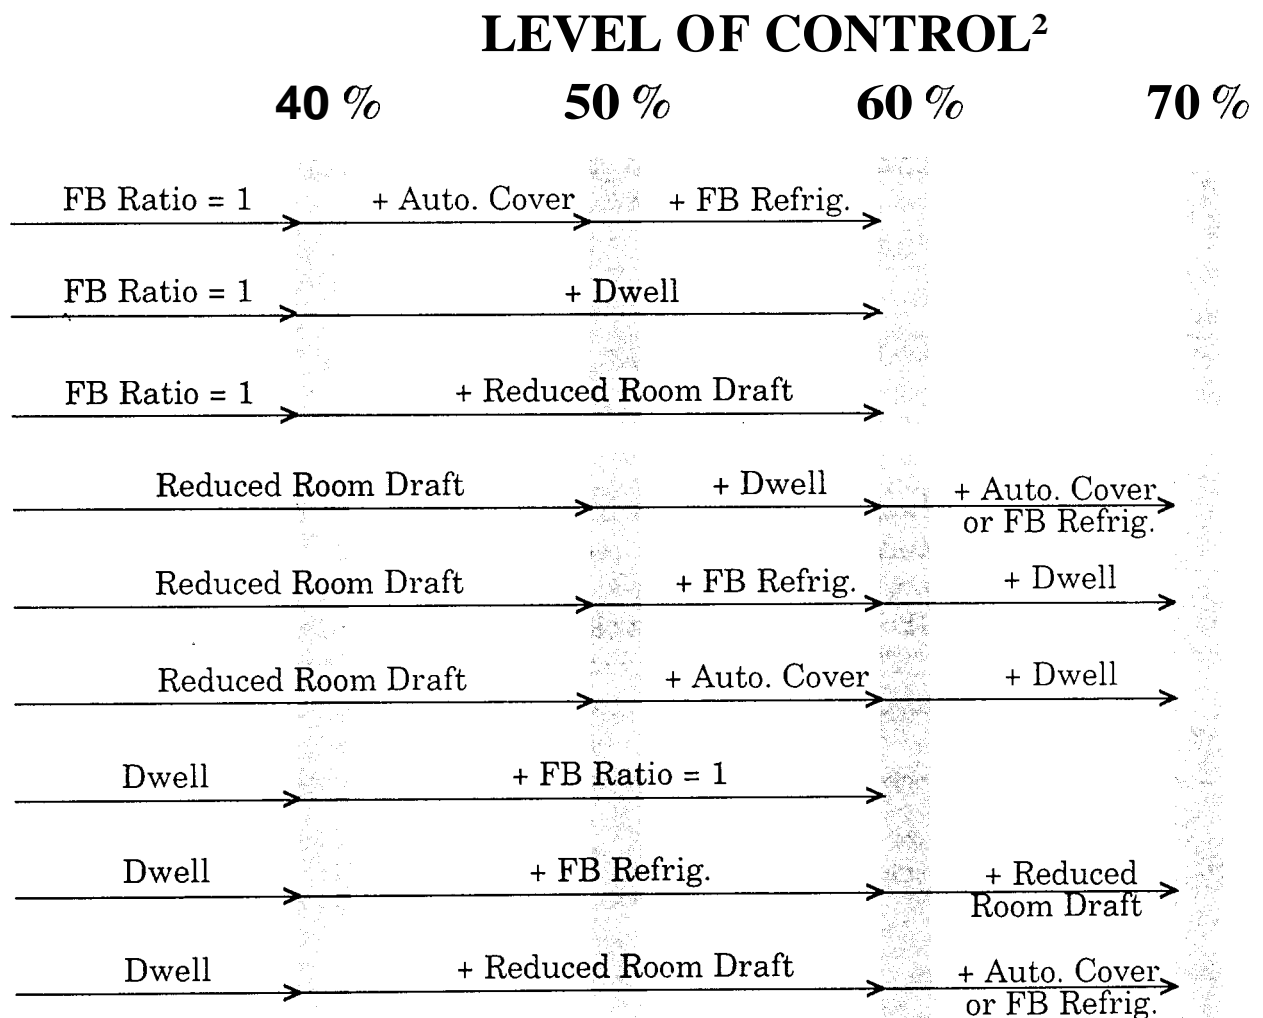 LEVEL OF CONTROL²
40 % 50 % 60 % 70 %
FB Ratio = 1 + Auto. Cover + FB Refrig.
FB Ratio = 1 + Dwell
FB Ratio = 1 + Reduced Room Draft
Reduced Room Draft + Dwell + Auto. Cover
or FB Refrig.
Reduced Room Draft + FB Refrig. + Dwell
Reduced Room Draft + Auto. Cover + Dwell
Dwell + FB Ratio = 1
Dwell + FB Refrig. + Reduced
Room Draft
Dwell + Reduced Room Draft + Auto. Cover
or FB Refrig.